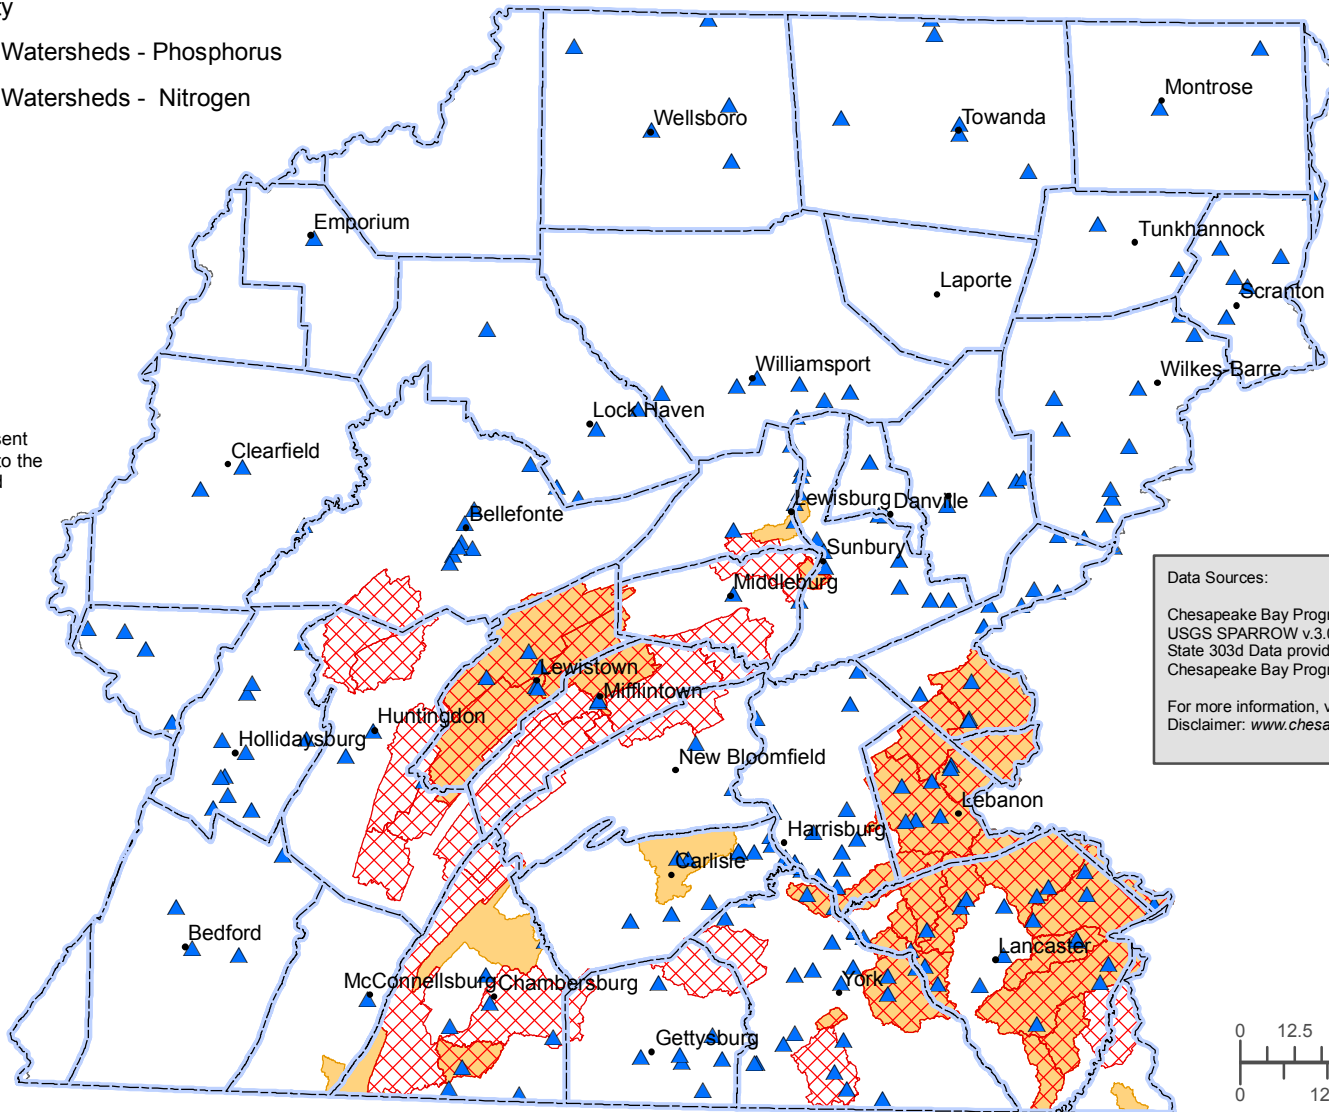 Watersheds - Phosphorus
Watersheds - Nitrogen
Wellsboro
Towanda
Montrose
Emporium
Tunkhannock
Laporte
Scranton
Williamsport
Wilkes-Barre
Lock Haven
to the
Clearfield
Bellefonte
Lewisburg
Danville
Sunbury
Middleburg
Lewistown
Mifflintown
Huntingdon
Hollidaysburg
New Bloomfield
Lebanon
Harrisburg
Carlisle
Bedford
Lancaster
McConnellsburg
Chambersburg
York
Gettysburg
Data Sources:
Chesapeake Bay Progr
USGS SPARROW v.3.
State 303d Data provid
Chesapeake Bay Progr
For more information, v
Disclaimer: www.chesa
0 12.5
0 12